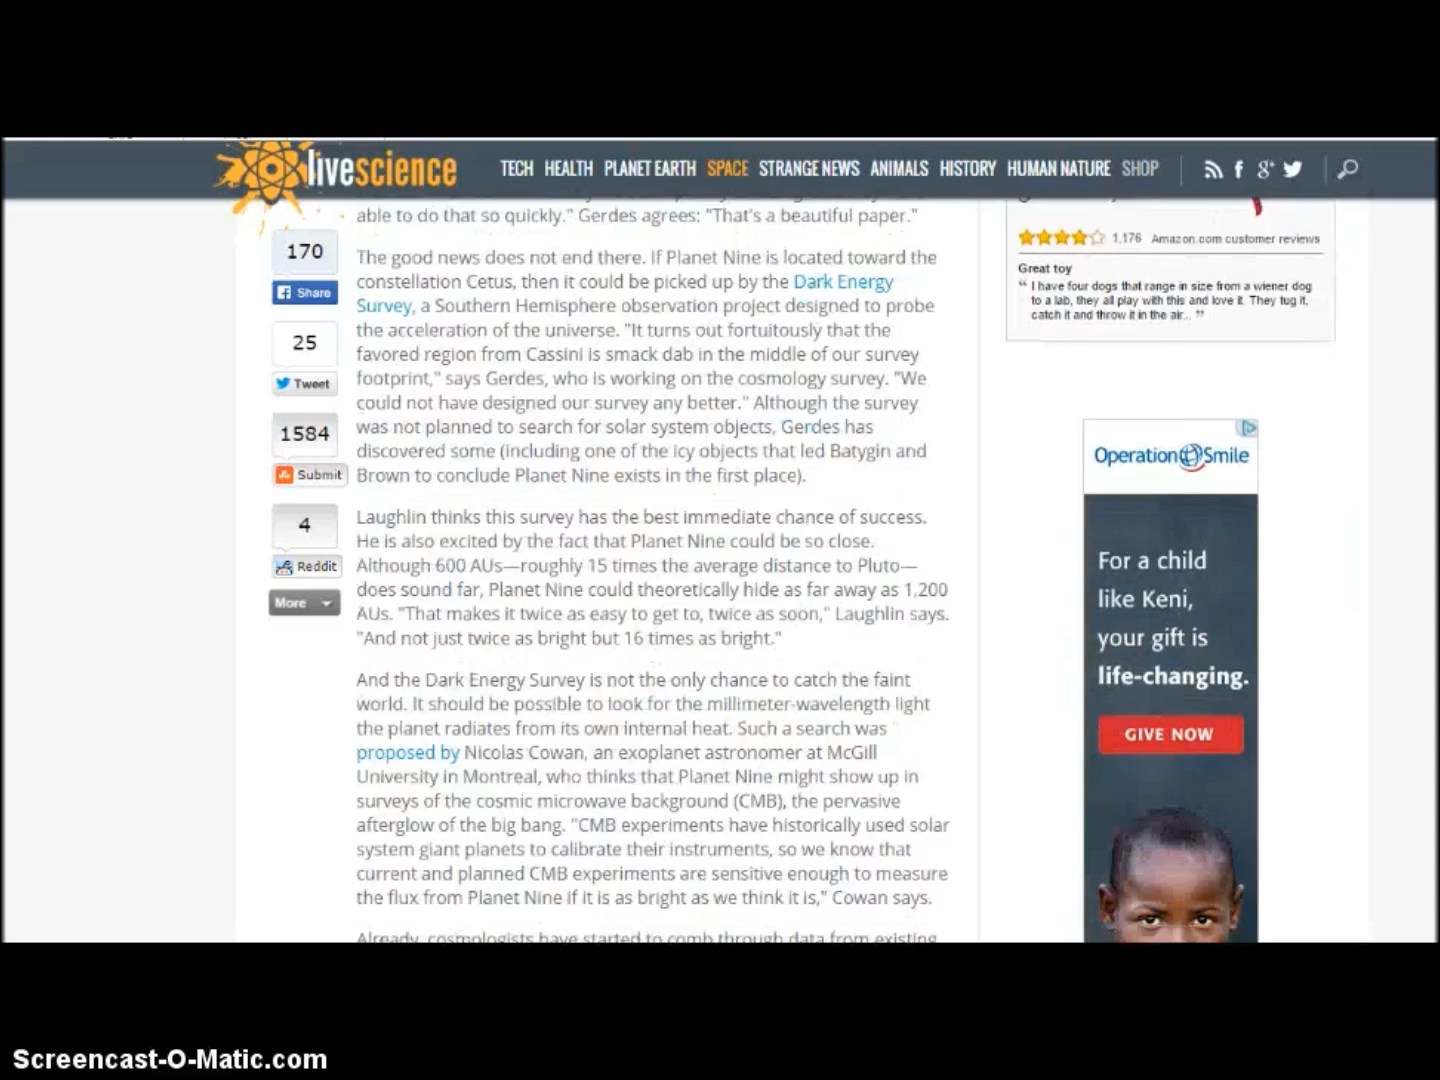 livescience
TECH HEALTH PLANET EARTH SPACE STRANGE NEWS ANIMALS HISTORY HUMAN NATURE SHOP
able to do that so quickly." Gerdes agrees: "That's a beautiful paper."
170
Share
25
Tweet
1584
Submit
4
Reddit
More
The good news does not end there. If Planet Nine is located toward the
constellation Cetus, then it could be picked up by the Dark Energy
Survey, a Southern Hemisphere observation project designed to probe
the acceleration of the universe. "It turns out fortuitously that the
favored region from Cassini is smack dab in the middle of our survey
footprint," says Gerdes, who is working on the cosmology survey. "We
could not have designed our survey any better." Although the survey
was not planned to search for solar system objects, Gerdes has
discovered some (including one of the icy objects that led Batygin and
Brown to conclude Planet Nine exists in the first place).
Laughlin thinks this survey has the best immediate chance of success.
He is also excited by the fact that Planet Nine could be so close.
Although 600 AUs—roughly 15 times the average distance to Pluto—
does sound far, Planet Nine could theoretically hide as far away as 1,200
AUs. "That makes it twice as easy to get to, twice as soon," Laughlin says.
"And not just twice as bright but 16 times as bright."
And the Dark Energy Survey is not the only chance to catch the faint
world. It should be possible to look for the millimeter-wavelength light
the planet radiates from its own internal heat. Such a search was
proposed by Nicolas Cowan, an exoplanet astronomer at McGill
University in Montreal, who thinks that Planet Nine might show up in
surveys of the cosmic microwave background (CMB), the pervasive
afterglow of the big bang. "CMB experiments have historically used solar
system giant planets to calibrate their instruments, so we know that
current and planned CMB experiments are sensitive enough to measure
the flux from Planet Nine if it is as bright as we think it is," Cowan says.
Already, cosmologists have started to comb through data from existing
1,176 Amazon.com customer reviews
Great toy
" I have four dogs that range in size from a wiener dog
to a lab, they all play with this and love it. They tug it,
catch it and throw it in the air... "
Operation Smile
For a child
like Keni,
your gift is
life-changing.
GIVE NOW
Screencast-O-Matic.com